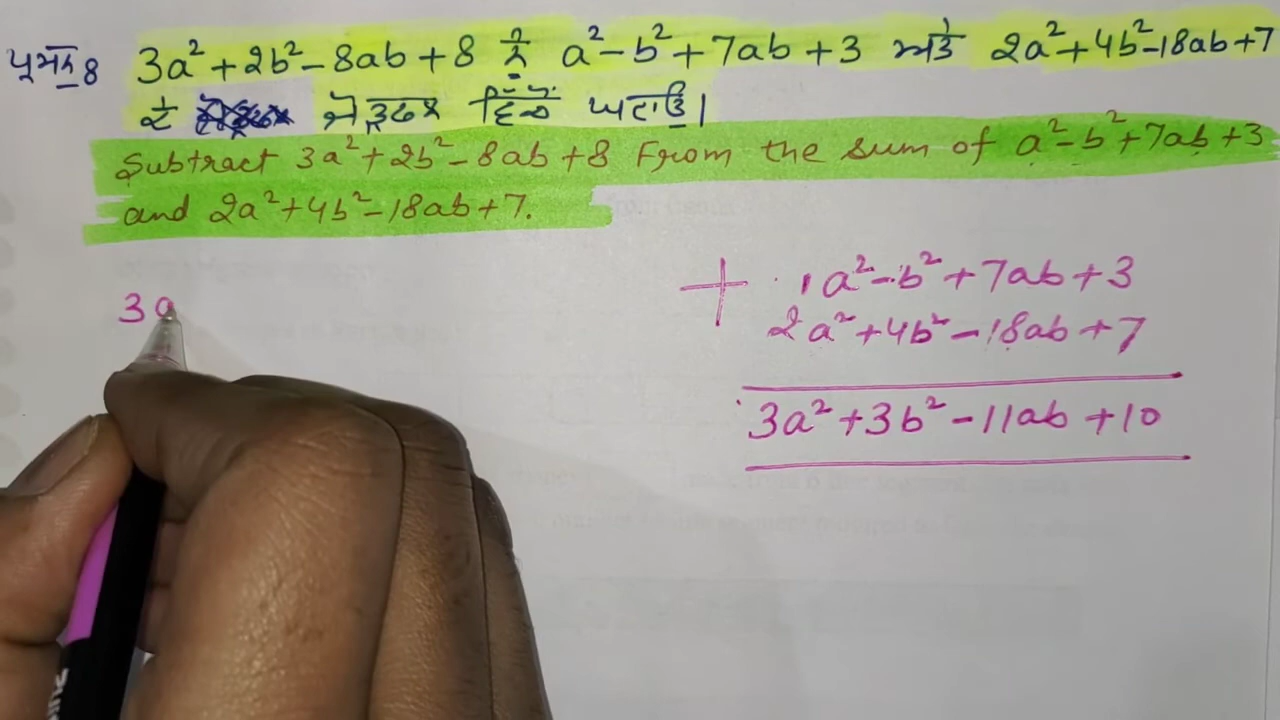 ਪ੍ਰਸ਼ਨ 8 3a² + 2b² - 8ab + 8 ਨੂੰ a² - b² + 7ab + 3 ਅਤੇ 2a² + 4b² - 18ab + 7
ਦੇ ਜੋੜਫਲ ਵਿੱਚੋਂ ਘਟਾਓ।
Subtract 3a² + 2b² - 8ab + 8 From the sum of a² - b² + 7ab + 3
and 2a² + 4b² - 18ab + 7.
+ 1a² - b² + 7ab + 3
2a² + 4b² - 18ab + 7
3a² + 3b² - 11ab + 10
3a